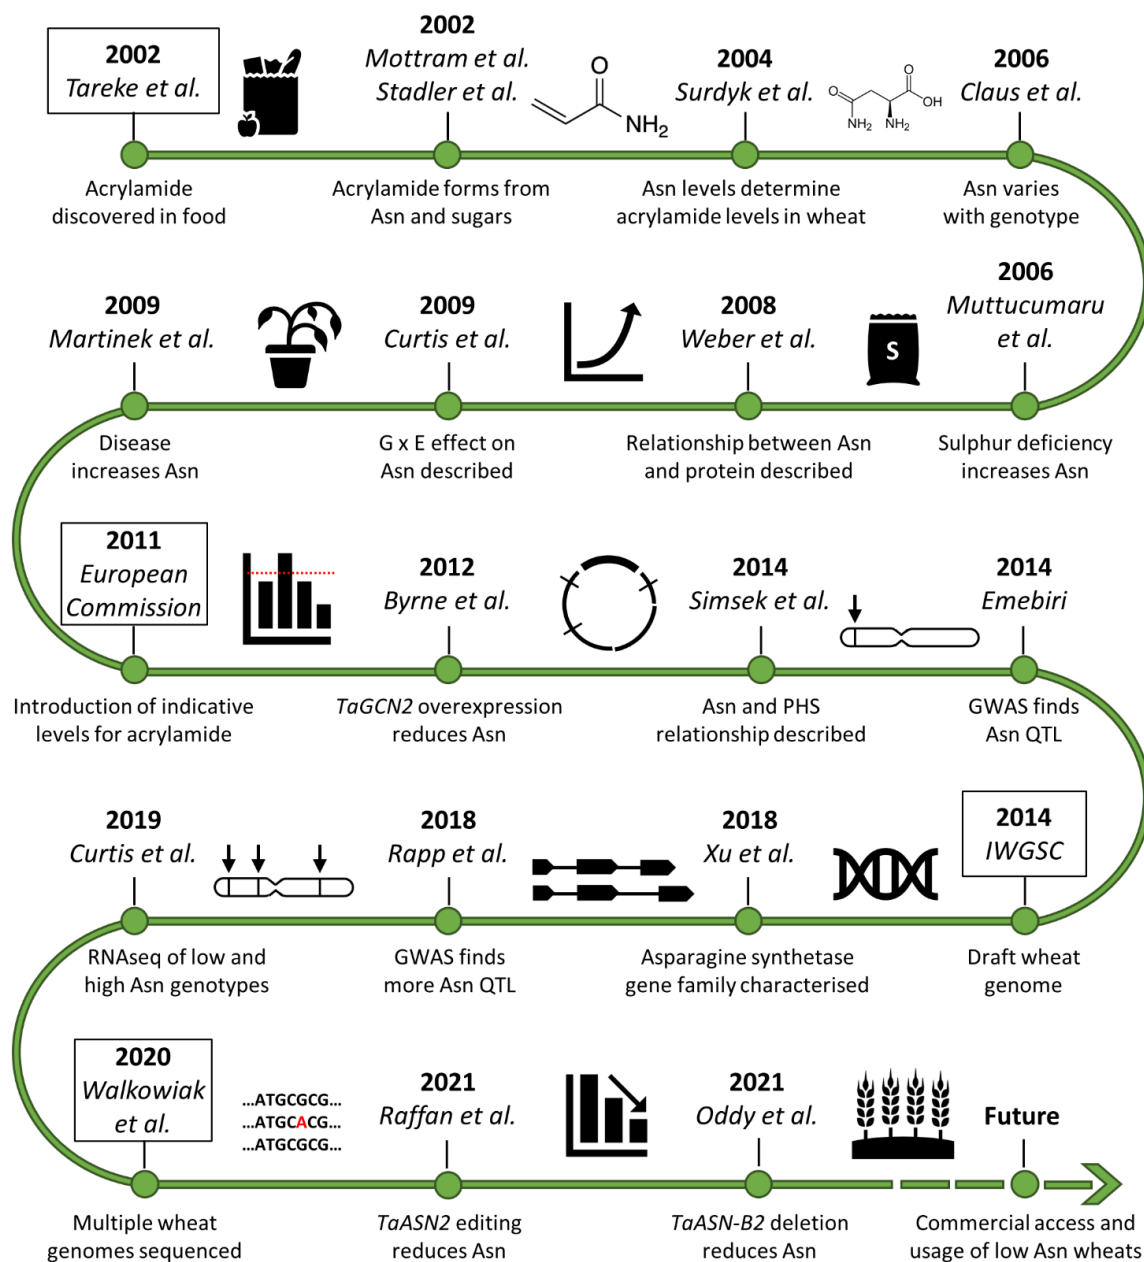 2002
Tareke et al.
Acrylamide
discovered in food
2002
Mottram et al.
Stadler et al.
O
NH2
Acrylamide forms from
Asn and sugars
2004
Surdyk et al.
Asn levels determine
acrylamide levels in wheat
O
O
OH
NH2
NH2
2006
Claus et al.
Asn varies
with genotype
2006
Muttucumaru
et al.
Sulphur deficiency
increases Asn
S
2008
Weber et al.
Relationship between Asn
and protein described
2009
Curtis et al.
G x E effect on
Asn described
2009
Martinek et al.
Disease
increases Asn
2011
European
Commission
Introduction of indicative
levels for acrylamide
2012
Byrne et al.
TaGCN2 overexpression
reduces Asn
2014
Simsek et al.
Asn and PHS
relationship described
2014
Emebiri
GWAS finds
Asn QTL
2014
IWGSC
Draft wheat
genome
2018
Xu et al.
Asparagine synthetase
gene family characterised
2018
Rapp et al.
GWAS finds
more Asn QTL
2019
Curtis et al.
RNAseq of low and
high Asn genotypes
2020
Walkowiak
et al.
Multiple wheat
genomes sequenced
...ATGCGCG...
...ATGCACG...
...ATGCGCG...
2021
Raffan et al.
TaASN2 editing
reduces Asn
2021
Oddy et al.
TaASN-B2 deletion
reduces Asn
Future
Commercial access and
usage of low Asn wheats